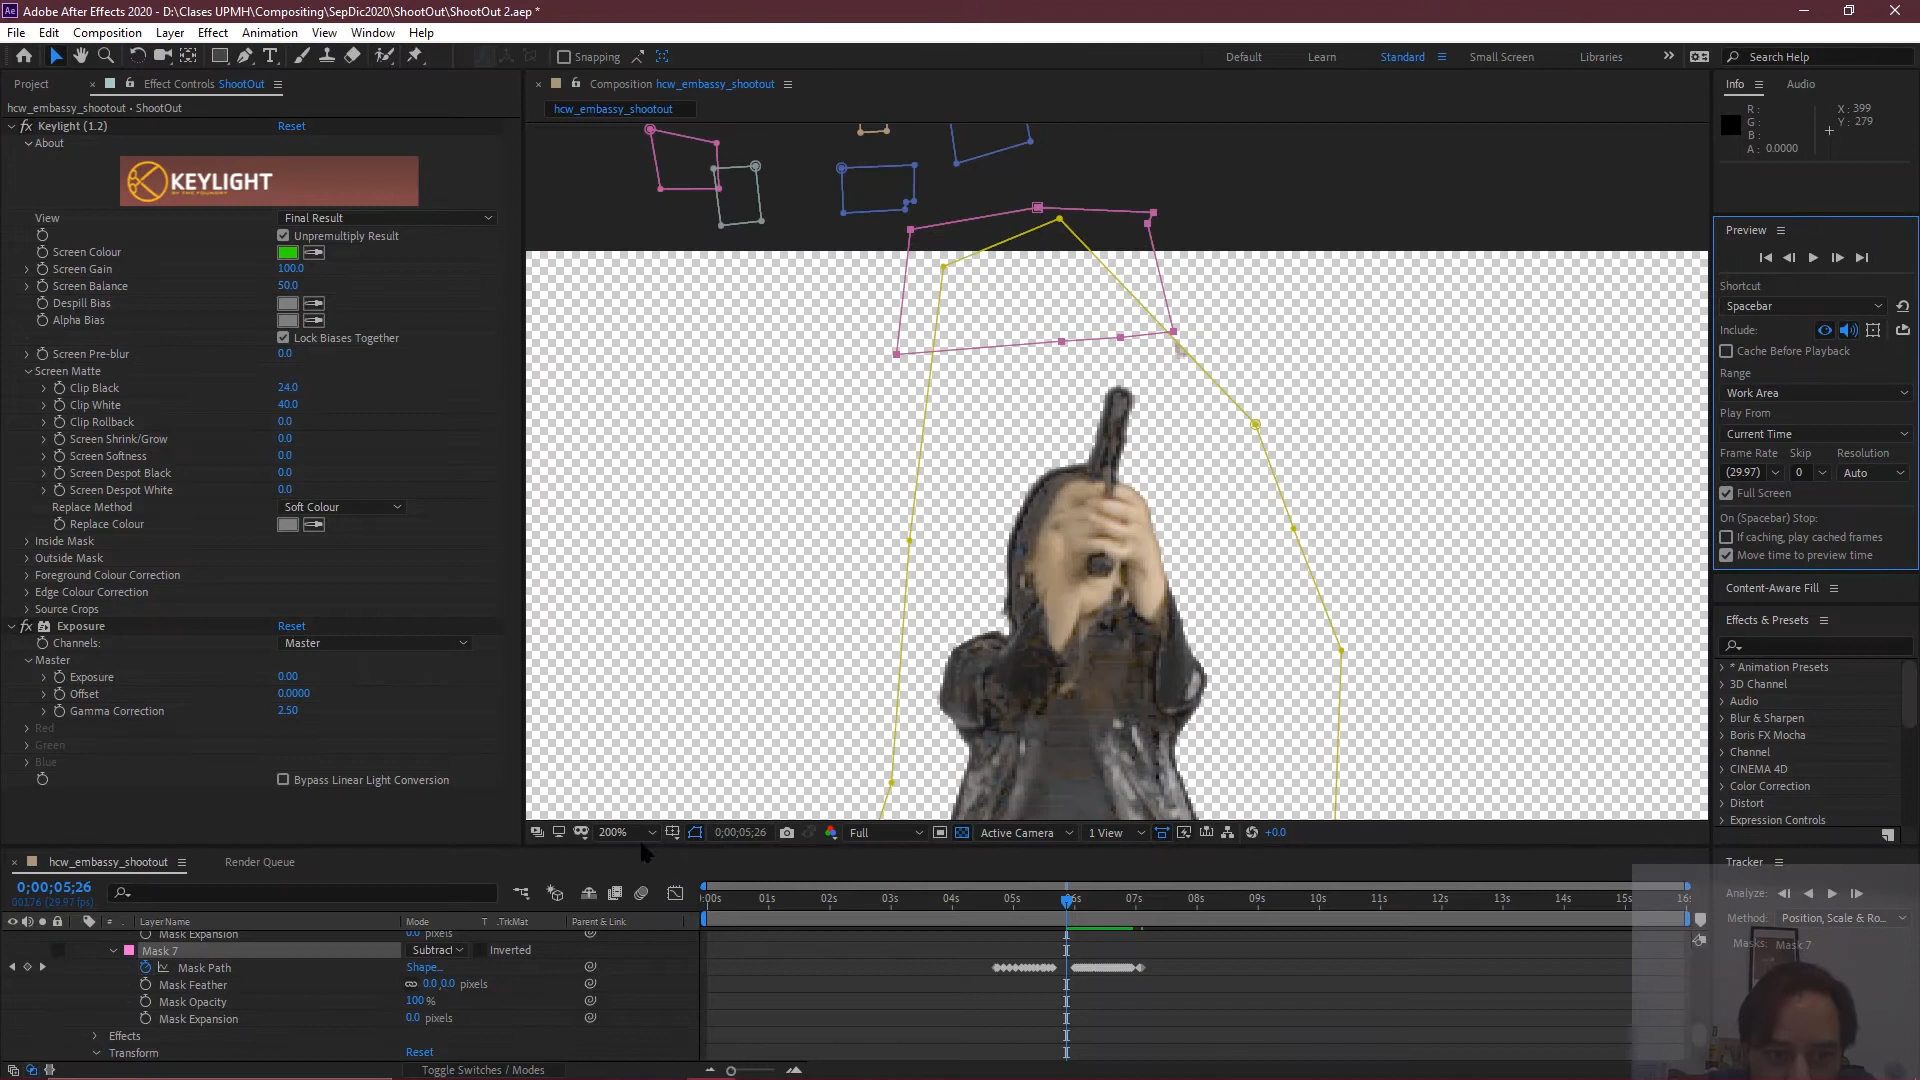 Adobe After Effects 2020 - D:\Clases UPMH\Compositing\SepDic2020\ShootOut\ShootOut 2.aep *
File Edit Composition Layer Effect Animation View Window Help
Snapping Default Learn Standard Small Screen Libraries Search Help
Project Effect Controls ShootOut
hcw_embassy_shootout • ShootOut
fx Keylight (1.2) Reset
About
KEYLIGHT
View Final Result
Unpremultiply Result
Screen Colour
Screen Gain 100.0
Screen Balance 50.0
Despill Bias
Alpha Bias
Lock Biases Together
Screen Pre-blur 0.0
Screen Matte
Clip Black 24.0
Clip White 40.0
Clip Rollback 0.0
Screen Shrink/Grow 0.0
Screen Softness 0.0
Screen Despot Black 0.0
Screen Despot White 0.0
Replace Method Soft Colour
Replace Colour
Inside Mask
Outside Mask
Foreground Colour Correction
Edge Colour Correction
Source Crops
fx Exposure Reset
Channels: Master
Master
Exposure 0.00
Offset 0.0000
Gamma Correction 2.50
Red
Green
Blue
Bypass Linear Light Conversion
Composition hcw_embassy_shootout
hcw_embassy_shootout
200% 0;00;05;26 Full Active Camera 1 View +0.0
Info Audio
R: X: 399
G: Y: 279
B:
A: 0.0000
Preview
Shortcut
Spacebar
Include:
Cache Before Playback
Range
Work Area
Play From
Current Time
Frame Rate Skip Resolution
(29.97) 0 Auto
Full Screen
On (Spacebar) Stop:
If caching, play cached frames
Move time to preview time
Content-Aware Fill
Effects & Presets
* Animation Presets
3D Channel
Audio
Blur & Sharpen
Boris FX Mocha
Channel
CINEMA 4D
Color Correction
Distort
Expression Controls
Tracker
Analyze:
Method: Position, Scale & Ro...
Masks: Mask 7
hcw_embassy_shootout Render Queue
0;00;05;26
00176 (29.97 fps)
:00s 01s 02s 03s 04s 05s 06s 07s 08s 09s 10s 11s 12s 13s 14s 15s 16s
# Layer Name Mode T .TrkMat Parent & Link
Mask Expansion 0.0 pixels
Mask 7 Subtract Inverted
Mask Path Shape...
Mask Feather 0.0,0.0 pixels
Mask Opacity 100 %
Mask Expansion 0.0 pixels
Effects
Transform Reset
Toggle Switches / Modes